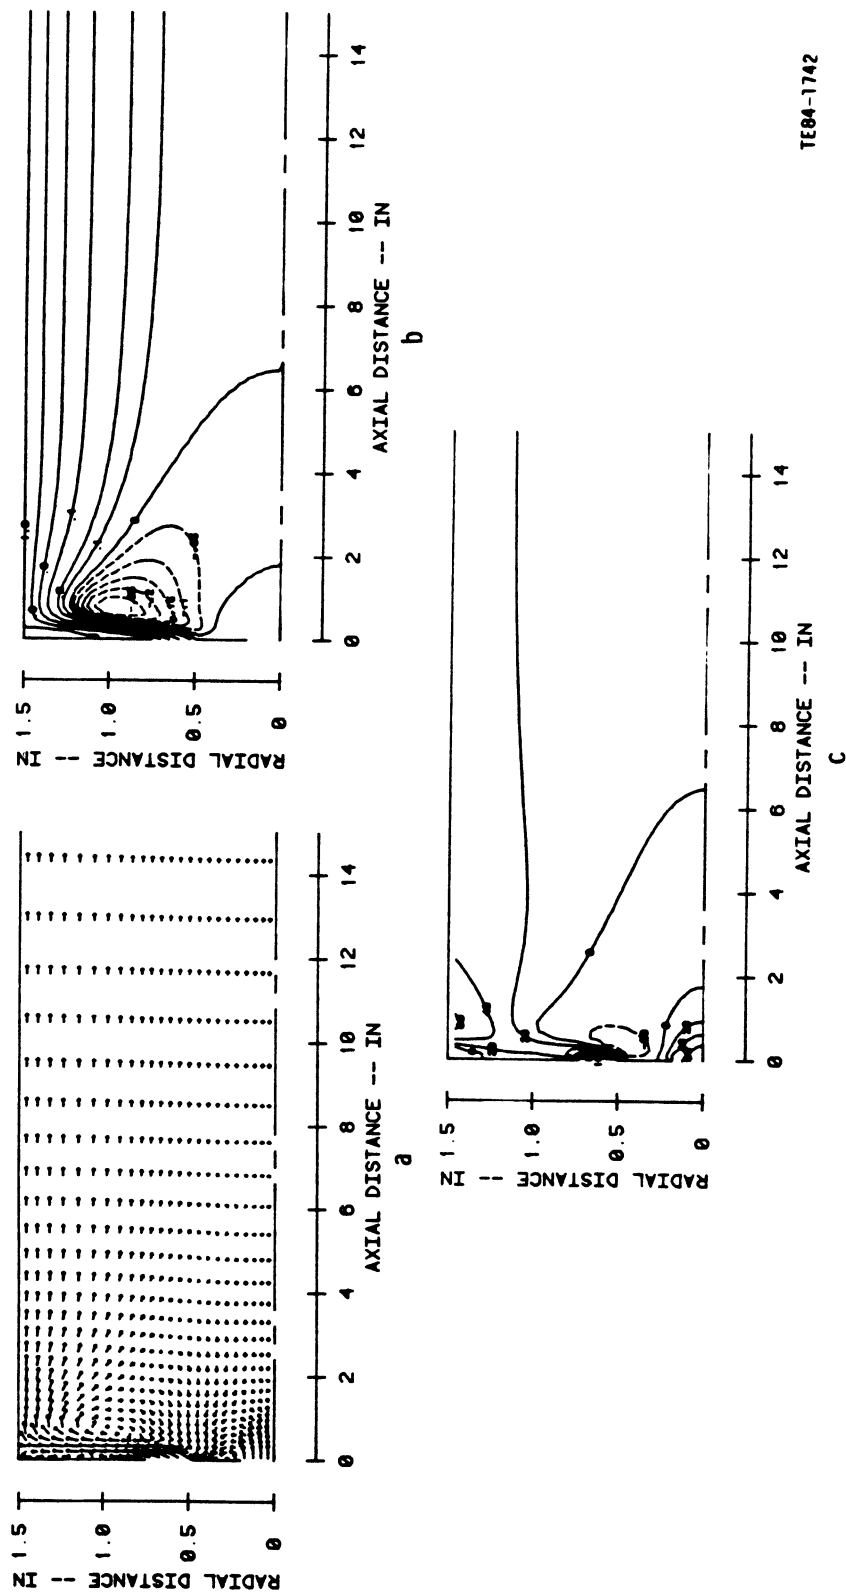 1.5
1.0
0.5
0
RADIAL DISTANCE -- IN
0 2 4 6 8 10 12 14
AXIAL DISTANCE -- IN
a
1.5
1.0
0.5
0
RADIAL DISTANCE -- IN
0 2 4 6 8 10 12 14
AXIAL DISTANCE -- IN
b
1.5
1.0
0.5
0
RADIAL DISTANCE -- IN
0 2 4 6 8 10 12 14
AXIAL DISTANCE -- IN
c
TE84-1742